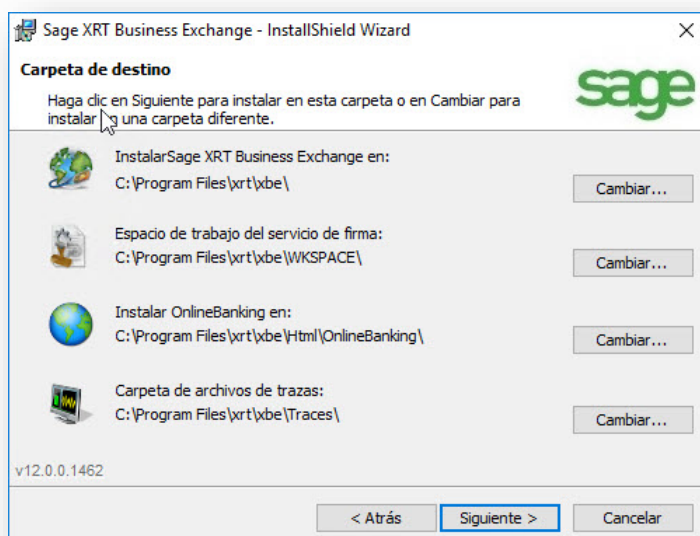 Sage XRT Business Exchange - InstallShield Wizard
Carpeta de destino
Haga clic en Siguiente para instalar en esta carpeta o en Cambiar para
instalar una carpeta diferente.
sage
InstalarSage XRT Business Exchange en:
C:\Program Files\xrt\xbe\
Cambiar...
Espacio de trabajo del servicio de firma:
C:\Program Files\xrt\xbe\WKSPACE\
Cambiar...
Instalar OnlineBanking en:
C:\Program Files\xrt\xbe\Html\OnlineBanking\
Cambiar...
Carpeta de archivos de trazas:
C:\Program Files\xrt\xbe\Traces\
Cambiar...
v12.0.0.1462
< Atrás
Siguiente >
Cancelar